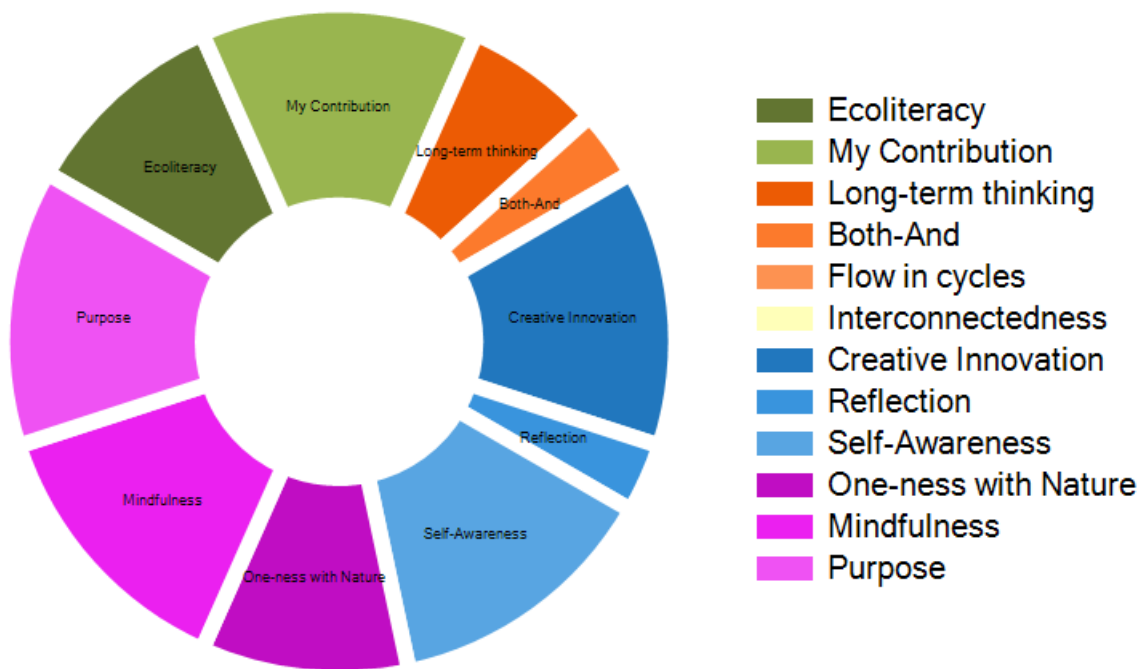 My Contribution
Long-term thinking
Ecoliteracy
Both-And
Purpose
Creative Innovation
Reflection
Mindfulness
Self-Awareness
One-ness with Nature
Ecoliteracy
My Contribution
Long-term thinking
Both-And
Flow in cycles
Interconnectedness
Creative Innovation
Reflection
Self-Awareness
One-ness with Nature
Mindfulness
Purpose